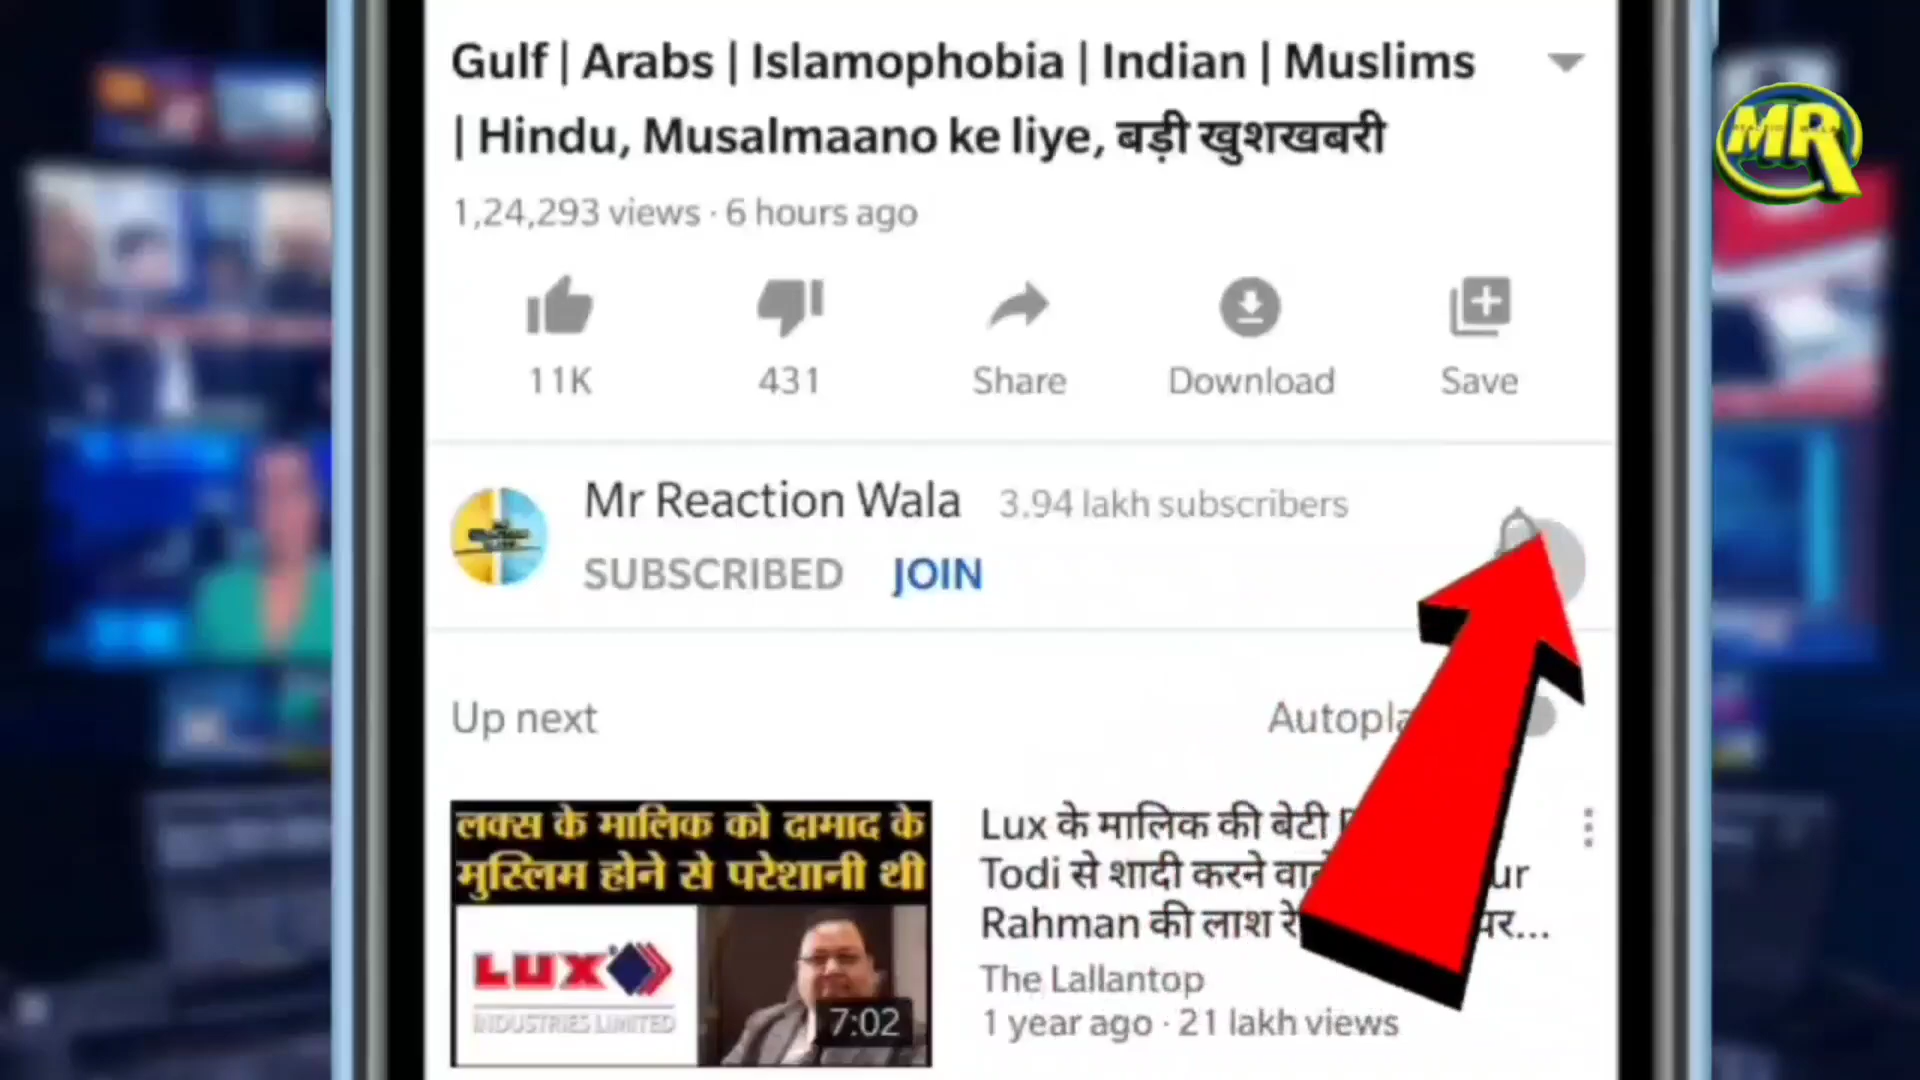 Gulf | Arabs | Islamophobia | Indian | Muslims
| Hindu, Musalmaano ke liye, बड़ी खुशखबरी
MR
1,24,293 views · 6 hours ago
11K
431
Share
Download
Save
Mr Reaction Wala
3.94 lakh subscribers
SUBSCRIBED
JOIN
Up next
लक्स के मालिक को दामाद के
मुस्लिम होने से परेशानी थी
LUX
INDUSTRIES LIMITED
7:02
Lux के मालिक की बेटी
Todi से शादी करने
Rahman की लाश
The Lallantop
1 year ago · 21 lakh views